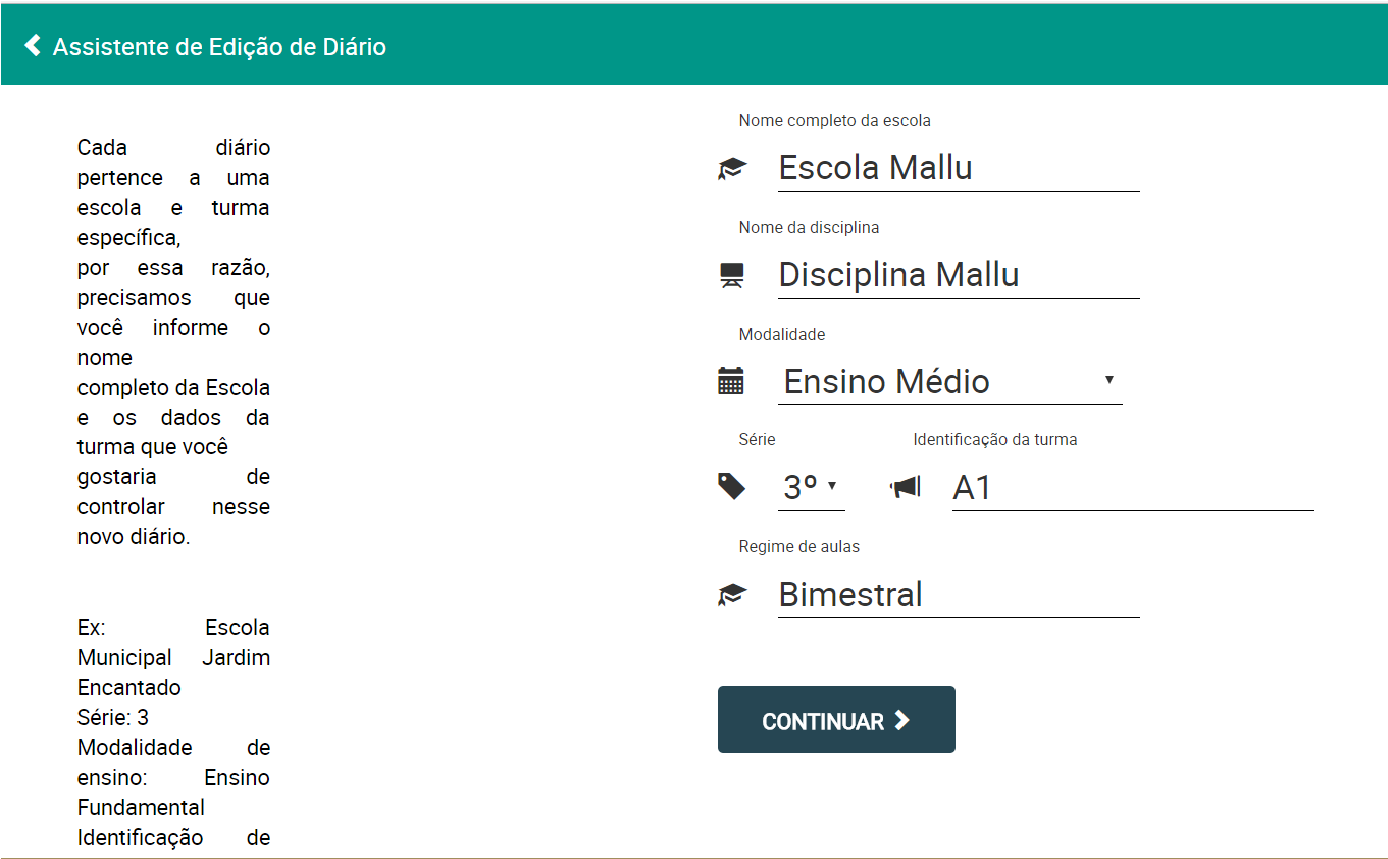 Assistente de Edição de Diário
Cada diário
pertence a uma
escola e turma
específica,
por essa razão,
precisamos que
você informe o
nome
completo da Escola
e os dados da
turma que você
gostaria de
controlar nesse
novo diário.
Ex: Escola
Municipal Jardim
Encantado
Série: 3
Modalidade de
ensino: Ensino
Fundamental
Identificação de
Nome completo da escola
Escola Mallu
Nome da disciplina
Disciplina Mallu
Modalidade
Ensino Médio
Série Identificação da turma
3º A1
Regime de aulas
Bimestral
CONTINUAR